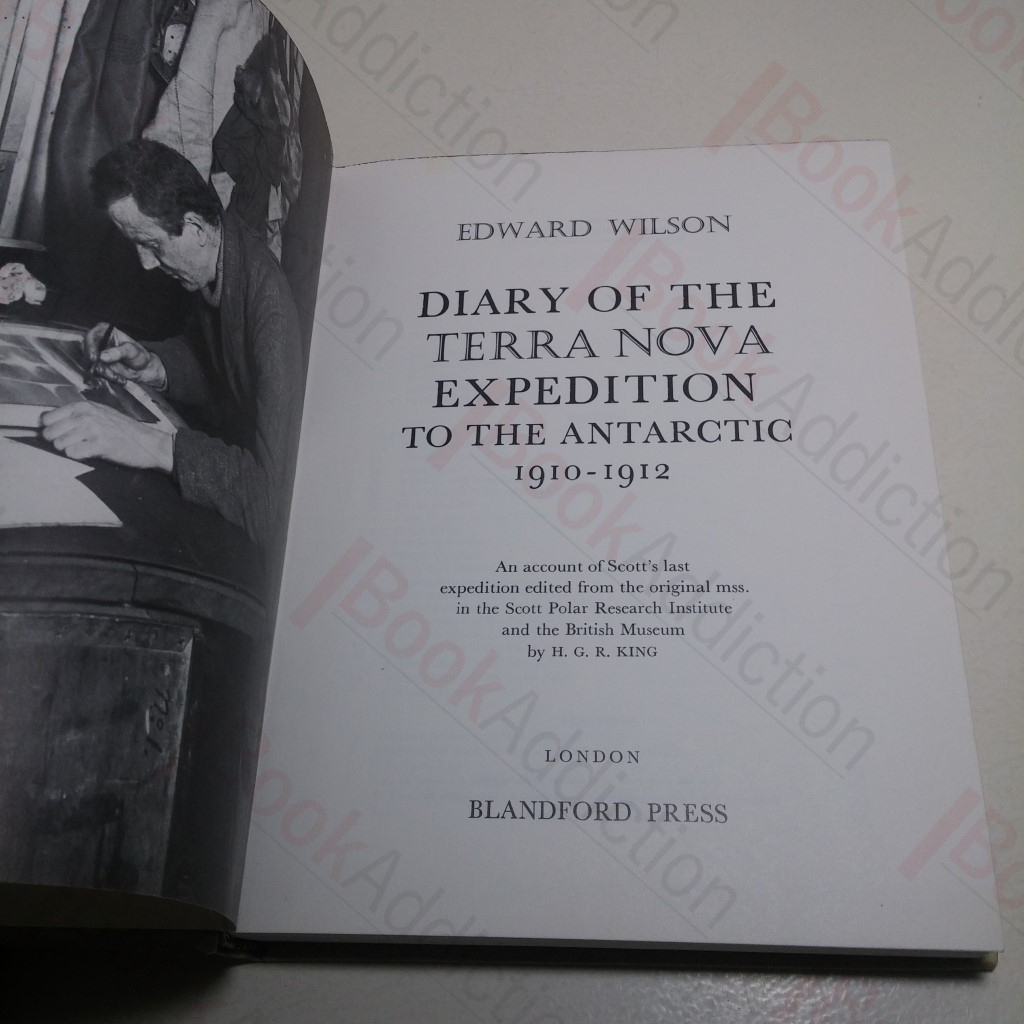 EDWARD WILSON
DIARY OF THE
TERRA NOVA
EXPEDITION
TO THE ANTARCTIC
1910-1912
An account of Scott's last
expedition edited from the original mss.
in the Scott Polar Research Institute
and the British Museum
by H. G. R. KING
LONDON
BLANDFORD PRESS
BookAddiction